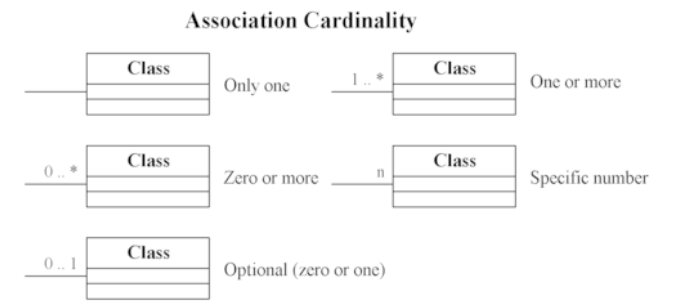 Association Cardinality
Class
Only one
1 .. *
Class
One or more
0 .. *
Class
Zero or more
n
Class
Specific number
0 .. 1
Class
Optional (zero or one)